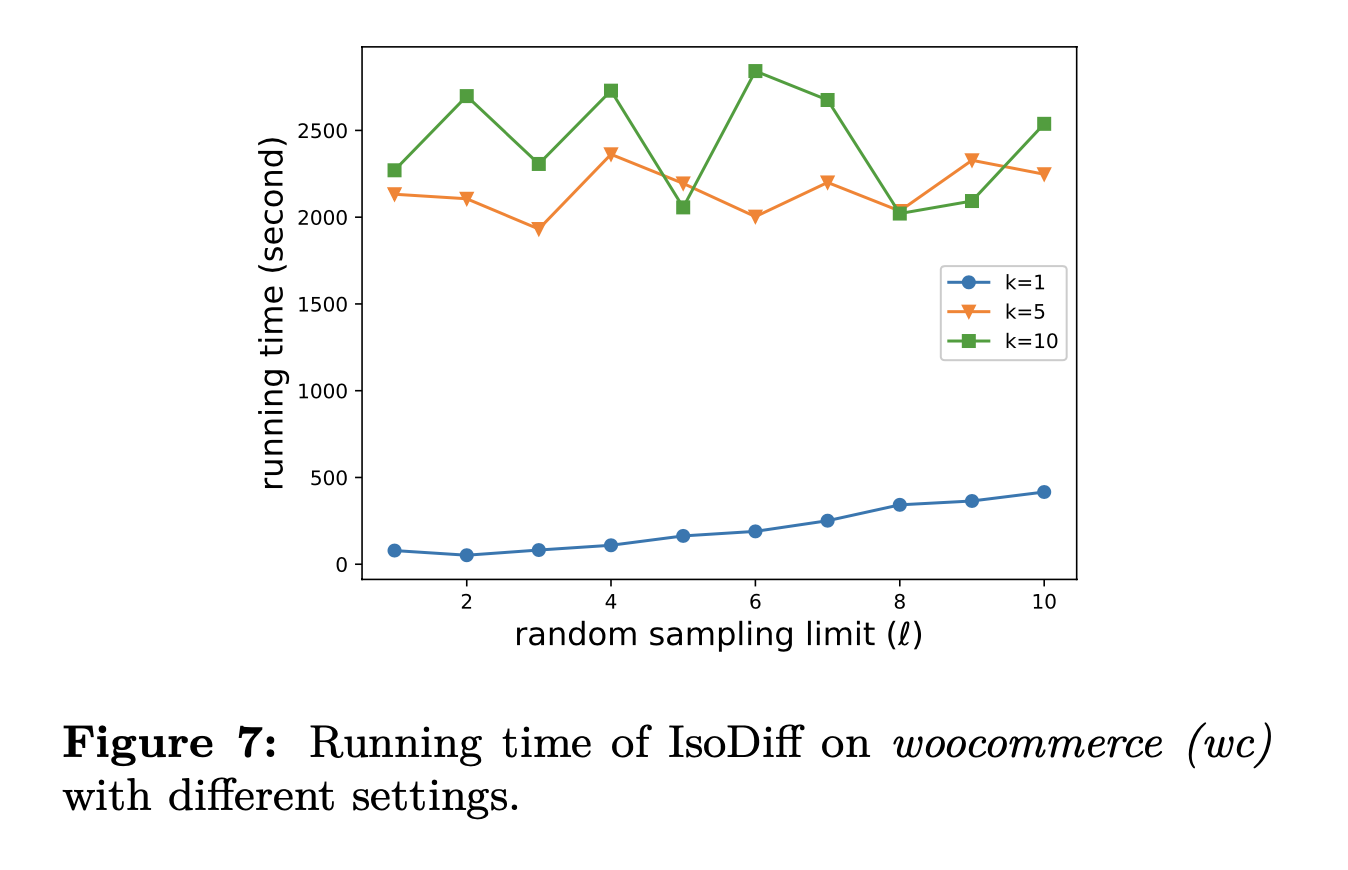 2500
2000
1500
1000
500
0
running time (second)
k=1
k=5
k=10
2 4 6 8 10
random sampling limit (ℓ)
Figure 7: Running time of IsoDiff on woocommerce (wc)
with different settings.